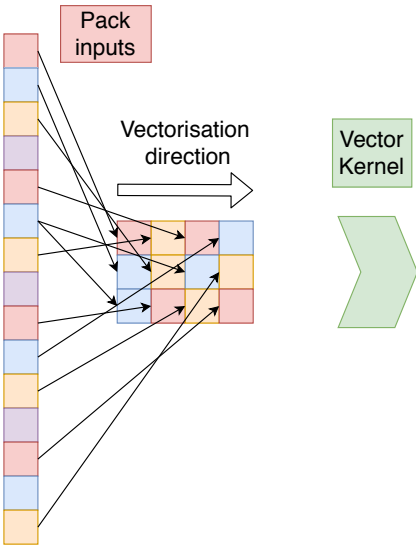 Pack
inputs
Vectorisation
direction
Vector
Kernel